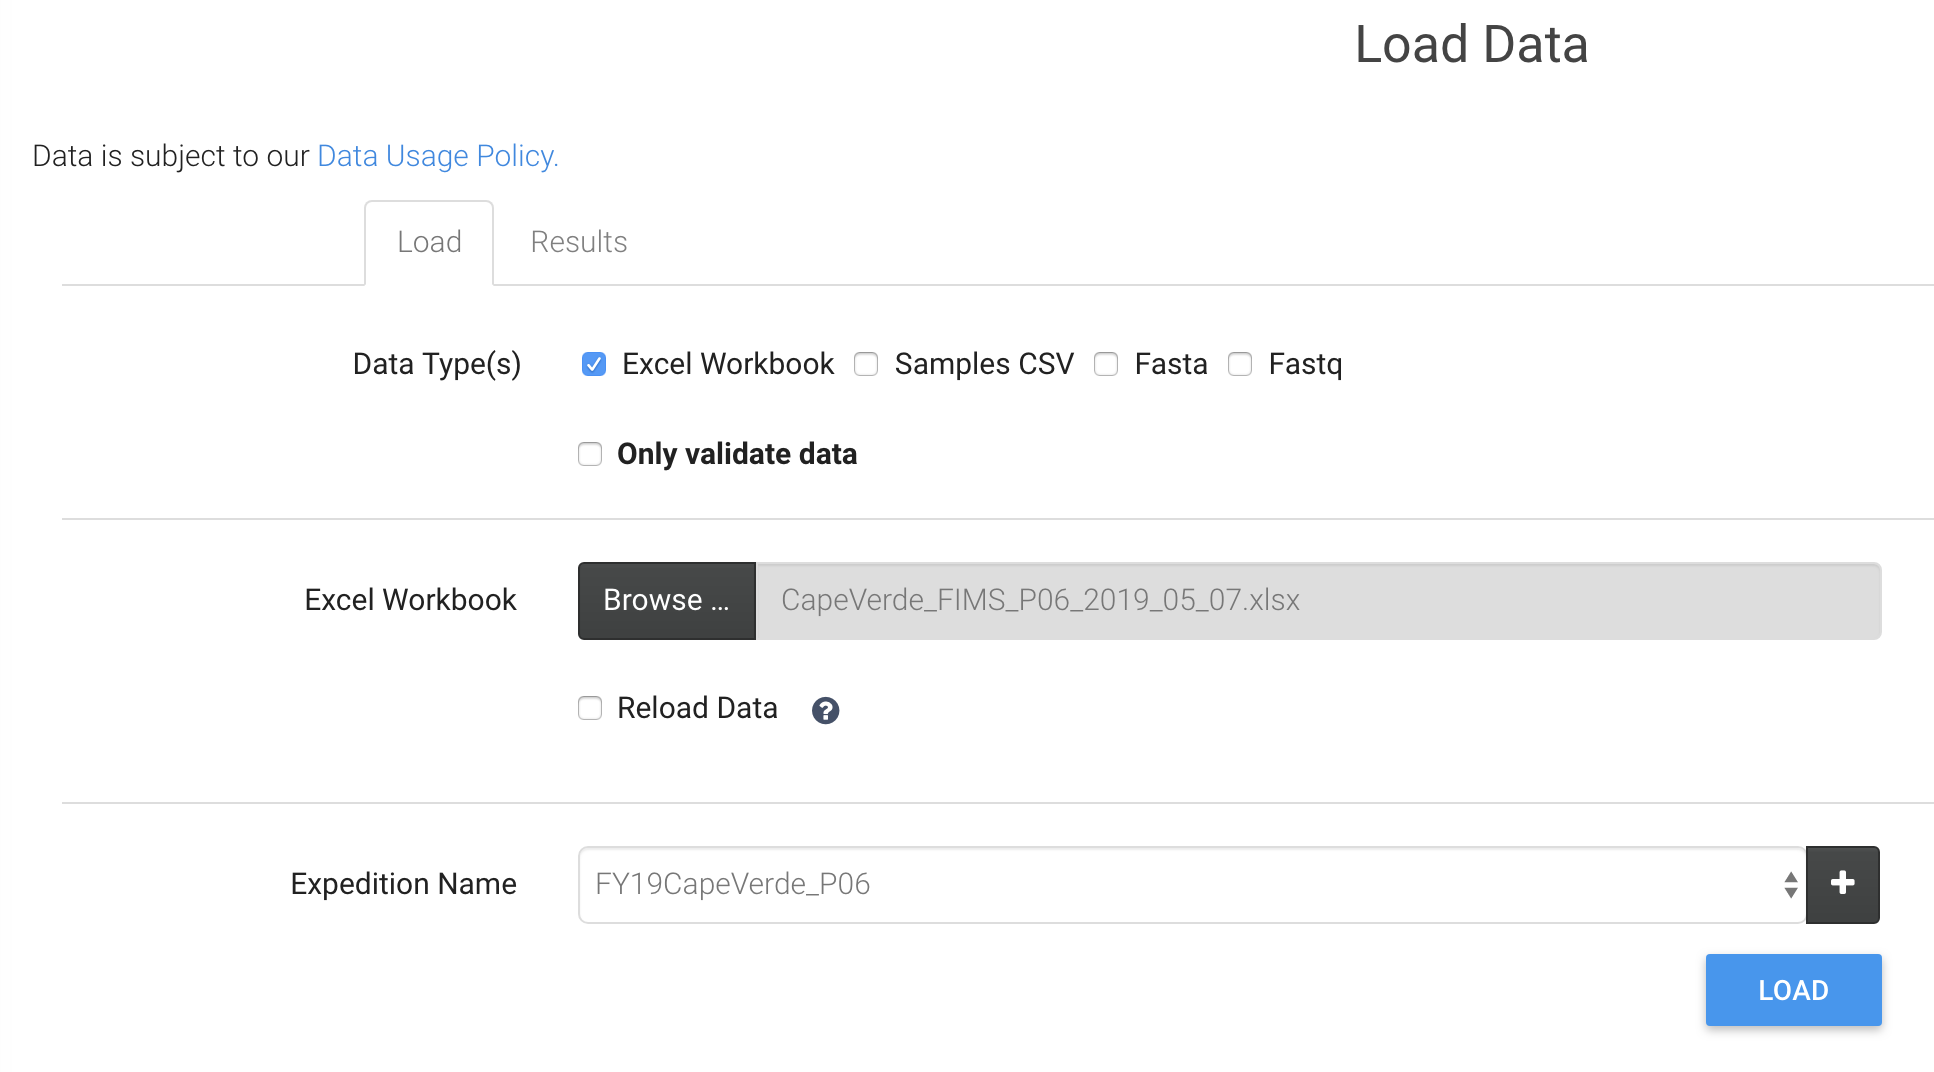 Load Data
Data is subject to our Data Usage Policy.
Load Results
Data Type(s) Excel Workbook Samples CSV Fasta Fastq
Only validate data
Excel Workbook Browse ... CapeVerde_FIMS_P06_2019_05_07.xlsx
Reload Data ?
Expedition Name FY19CapeVerde_P06 +
LOAD